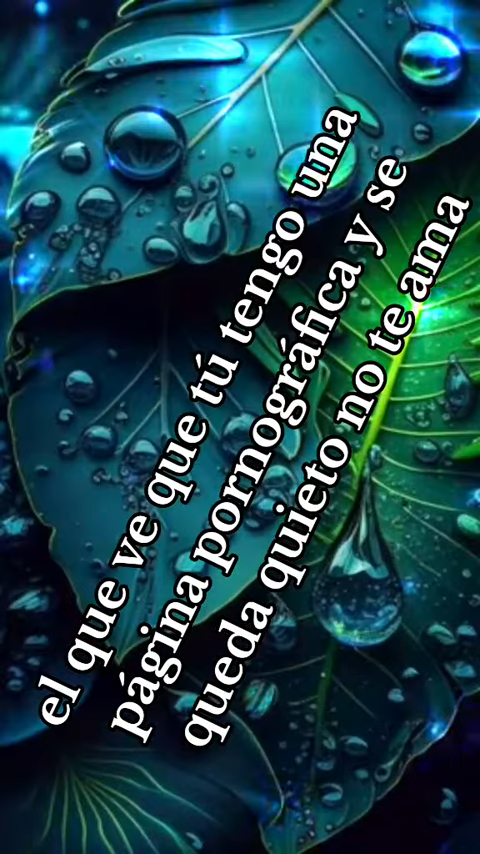 el que ve que tú tengo una
página pornográfica y se
queda quieto no te ama